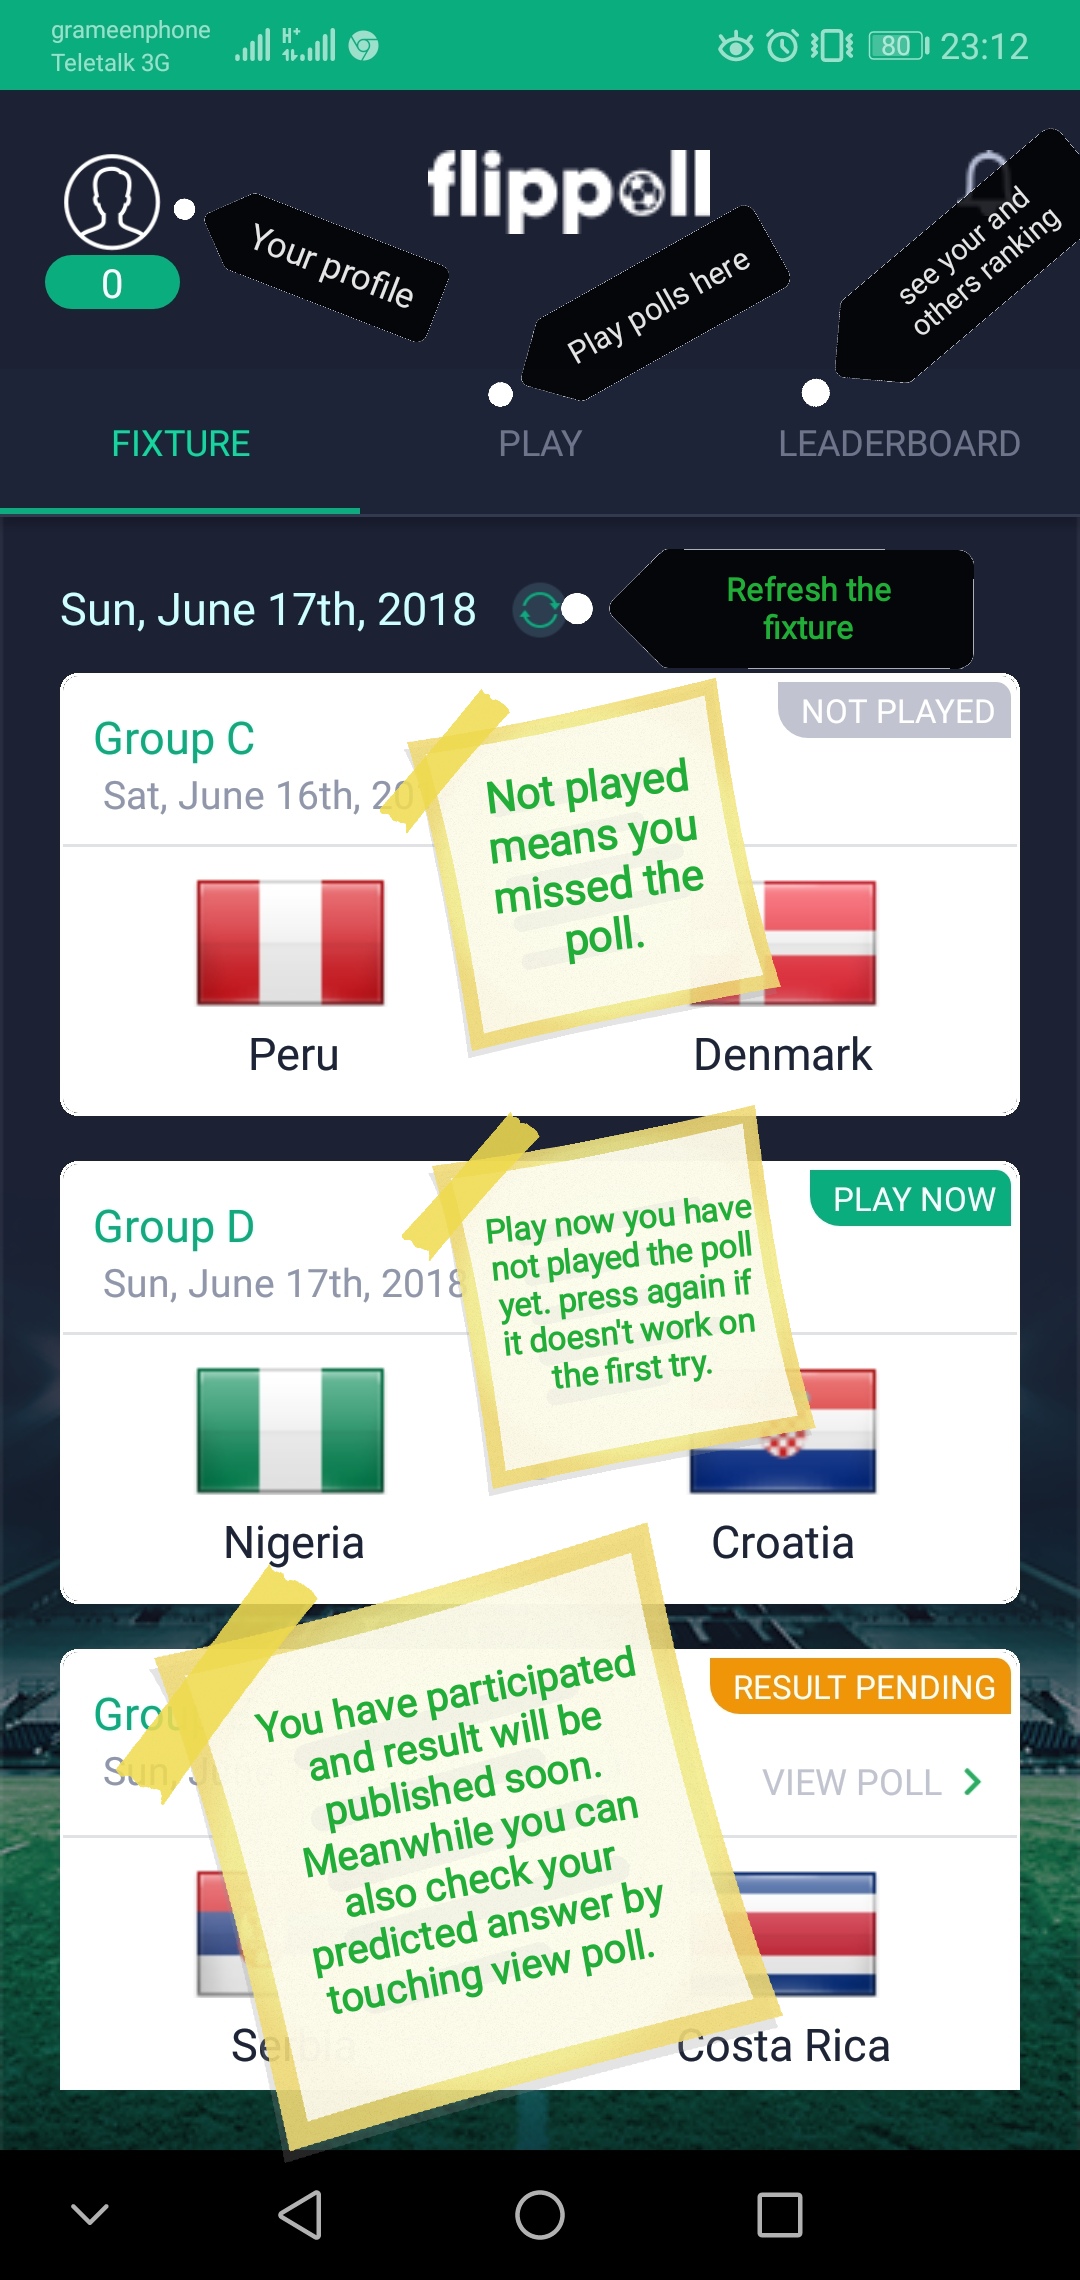 grameenphone
Teletalk 3G
H+
80
23:12
flippoll
0
Your profile
Play polls here
see your and
others ranking
FIXTURE
PLAY
LEADERBOARD
Sun, June 17th, 2018
Refresh the
fixture
NOT PLAYED
Group C
Sat, June 16th, 20
Not played
means you
missed the
poll.
Peru
Denmark
PLAY NOW
Group D
Sun, June 17th, 2018
Play now you have
not played the poll
yet. press again if
it doesn't work on
the first try.
Nigeria
Croatia
RESULT PENDING
Grou
Sun, Ju
VIEW POLL
You have participated
and result will be
published soon.
Meanwhile you can
also check your
predicted answer by
touching view poll.
Serbia
Costa Rica